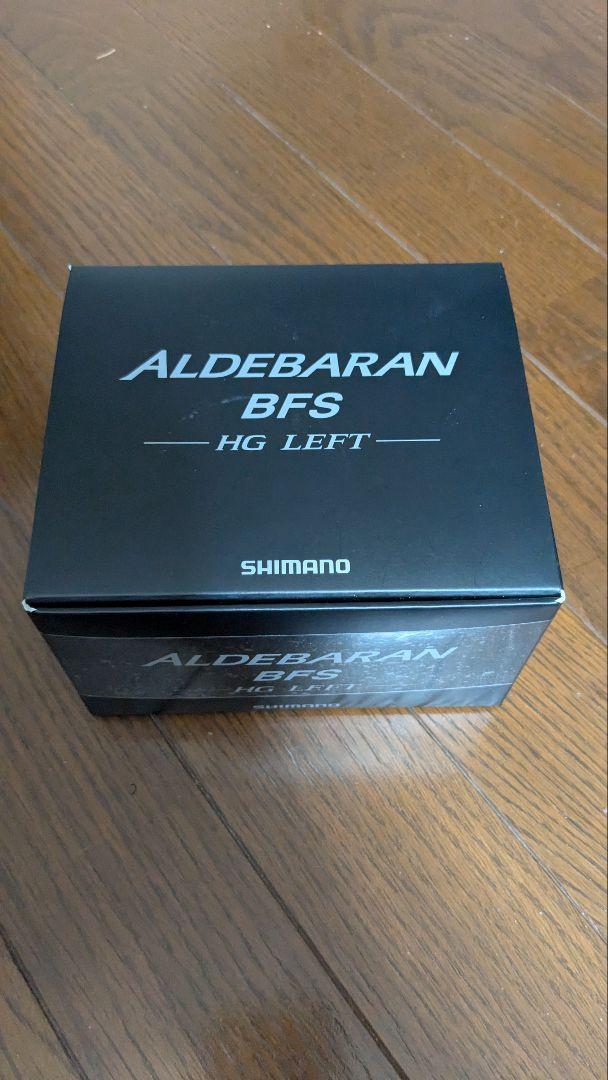 ALDEBARAN
BFS
HG LEFT
SHIMANO
ALDEBARAN
BFS
HG LEFT
SHIMANO